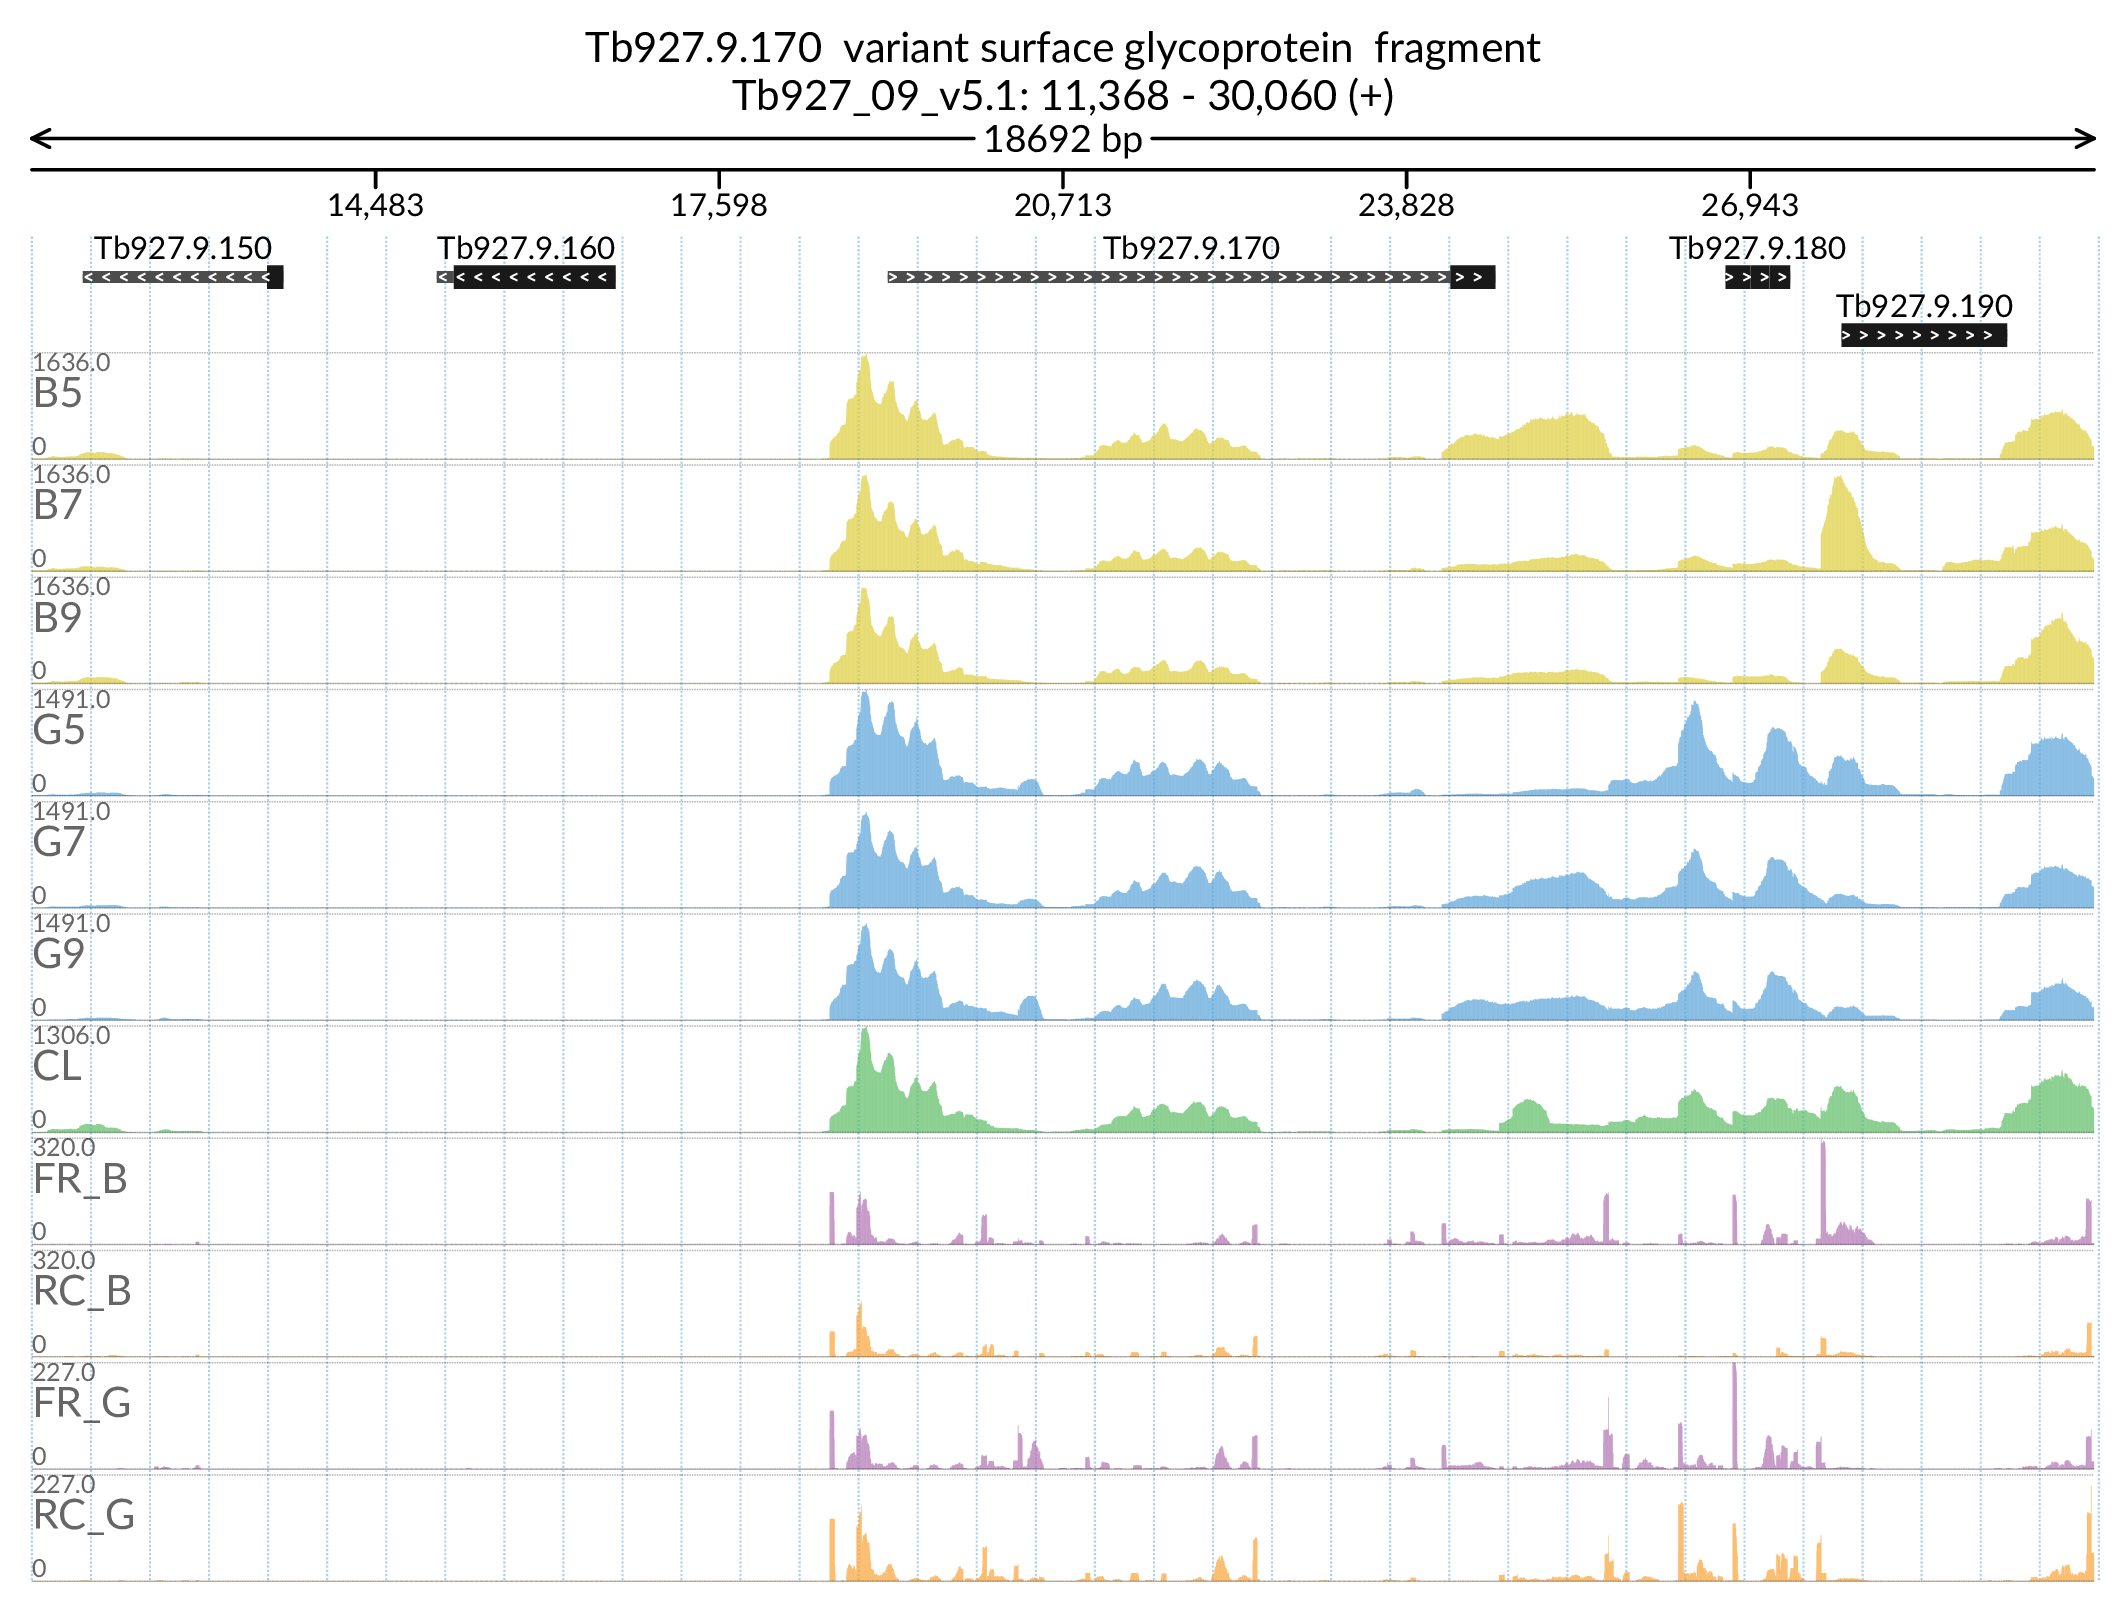 Tb927.9.170  variant surface glycoprotein  fragment
Tb927_09_v5.1: 11,368 - 30,060 (+)
18692 bp
14,483 17,598 20,713 23,828 26,943
Tb927.9.150 Tb927.9.160 Tb927.9.170 Tb927.9.180
Tb927.9.190
1636.0
B5
0
1636.0
B7
0
1636.0
B9
0
1491.0
G5
0
1491.0
G7
0
1491.0
G9
0
1306.0
CL
0
320.0
FR_B
0
320.0
RC_B
0
227.0
FR_G
0
227.0
RC_G
0